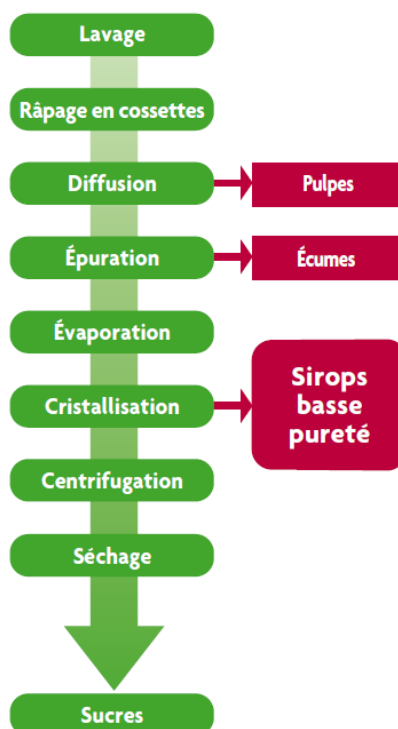 Lavage
Râpage en cossettes
Diffusion
Pulpes
Épuration
Écumes
Évaporation
Cristallisation
Sirops
basse
pureté
Centrifugation
Séchage
Sucres